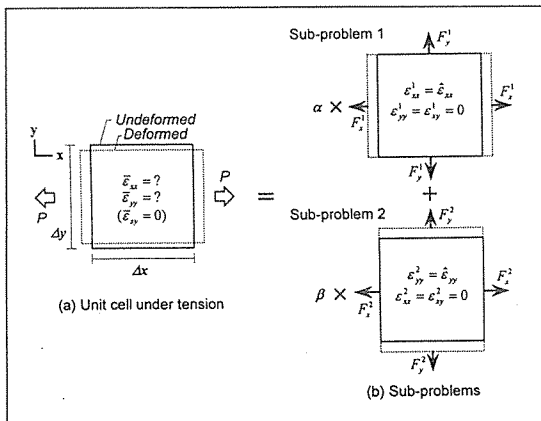 Sub-problem 1
F_y^1
ε_xx^1 = ε̂_xx
ε_yy^1 = ε_xy^1 = 0
α ×
F_x^1
F_x^1
F_y^1
Undeformed
Deformed
y
x
ε̄_xx = ?
ε̄_yy = ?
(ε̄_xy = 0)
P
P
Δy
Δx
(a) Unit cell under tension
=
+
Sub-problem 2
F_y^2
ε_yy^2 = ε̂_yy
ε_xx^2 = ε_xy^2 = 0
β ×
F_x^2
F_x^2
F_y^2
(b) Sub-problems